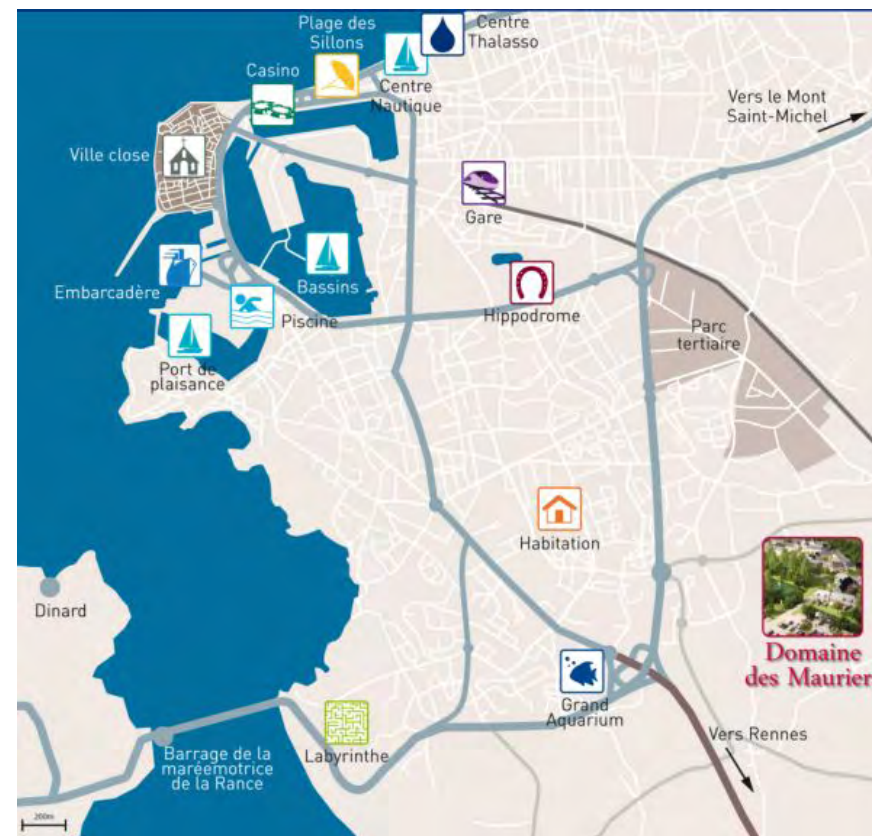 Plage des
Sillons
Centre
Thalasso
Casino
Centre
Nautique
Vers le Mont
Saint-Michel
Ville close
Gare
Embarcadère
Bassins
Piscine
Hippodrome
Parc
tertiaire
Port de
plaisance
Habitation
Dinard
Domaine
des Maurier
Grand
Aquarium
Vers Rennes
Labyrinthe
Barrage de la
maréemotrice
de la Rance
200m